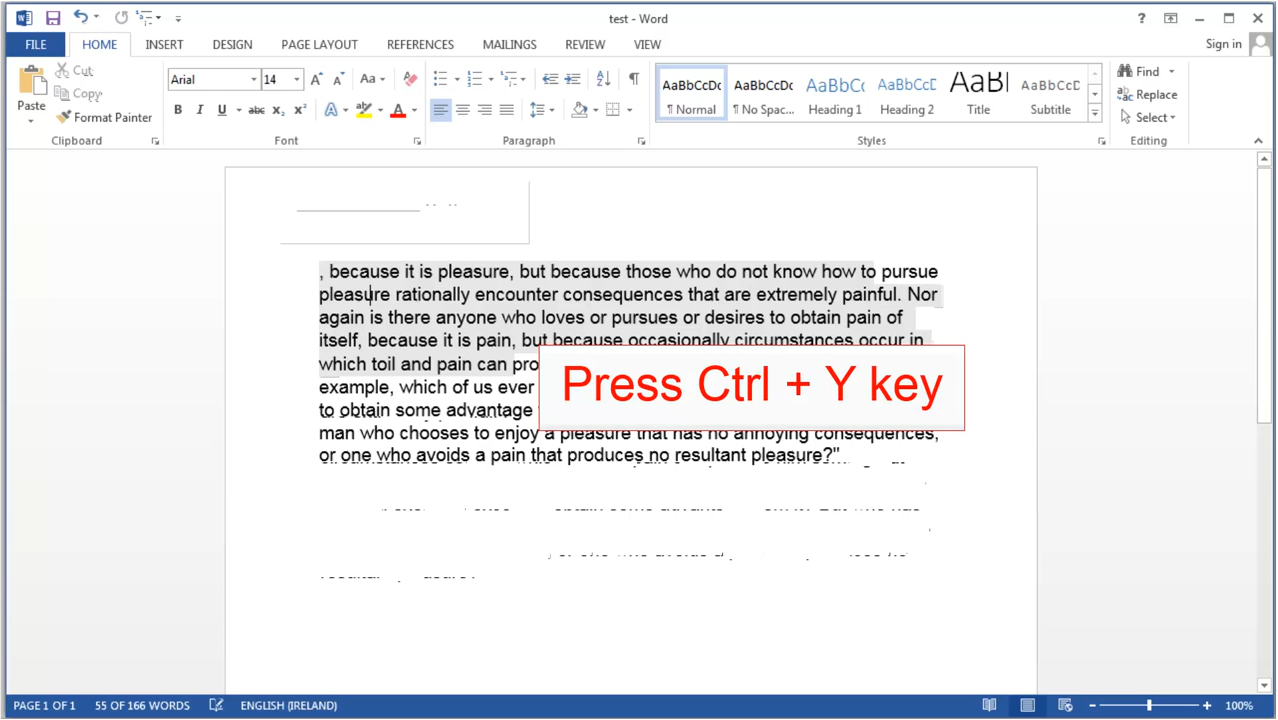 test - Word
?
FILE HOME INSERT DESIGN PAGE LAYOUT REFERENCES MAILINGS REVIEW VIEW Sign in
Cut
Copy
Paste
Format Painter
Clipboard
Arial 14 Aa
B I U abc x₂ x² A A
Font
Paragraph
AaBbCcDc AaBbCcDc AaBbCc AaBbCcE AaBl AaBbCcD
¶ Normal ¶ No Spac... Heading 1 Heading 2 Title Subtitle
Styles
Find
Replace
Select
Editing
, because it is pleasure, but because those who do not know how to pursue
pleasure rationally encounter consequences that are extremely painful. Nor
again is there anyone who loves or pursues or desires to obtain pain of
itself, because it is pain, but because occasionally circumstances occur in
which toil and pain can
example, which of us ever
to obtain some advantage
man who chooses to enjoy a pleasure that has no annoying consequences,
or one who avoids a pain that produces no resultant pleasure?"
Press Ctrl + Y key
PAGE 1 OF 1 55 OF 166 WORDS ENGLISH (IRELAND) 100%